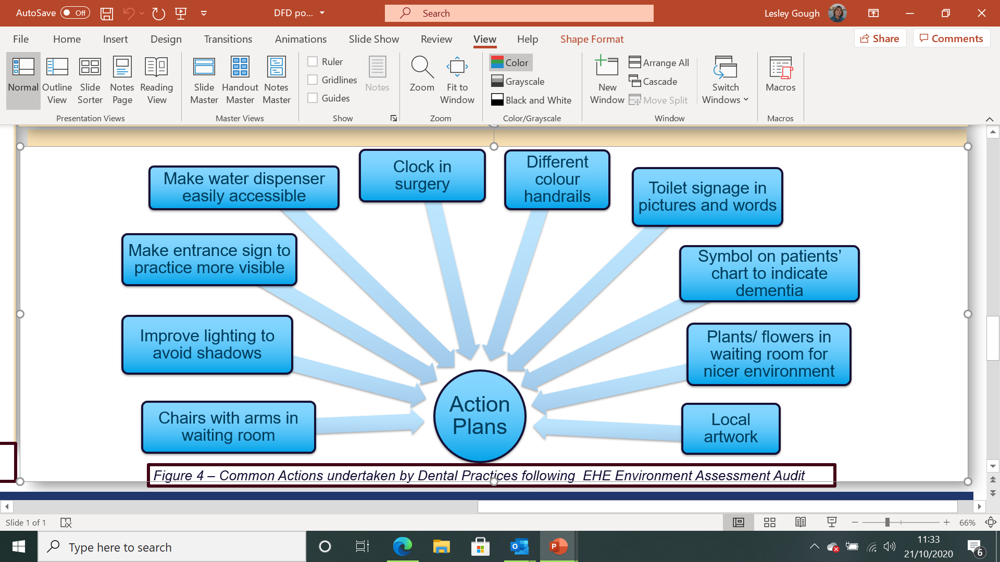 AutoSave Off
DFD po...
Search
Lesley Gough
File Home Insert Design Transitions Animations Slide Show Review View Help Shape Format
Share Comments
Normal
Outline View
Slide Sorter
Notes Page
Reading View
Presentation Views
Slide Master
Handout Master
Notes Master
Master Views
Ruler
Gridlines
Guides
Notes
Show
Zoom
Fit to Window
Zoom
Color
Grayscale
Black and White
Color/Grayscale
New Window
Arrange All
Cascade
Move Split
Switch Windows
Window
Macros
Macros
Make water dispenser
easily accessible
Clock in
surgery
Different
colour
handrails
Toilet signage in
pictures and words
Make entrance sign to
practice more visible
Symbol on patients’
chart to indicate
dementia
Improve lighting to
avoid shadows
Plants/ flowers in
waiting room for
nicer environment
Chairs with arms in
waiting room
Action
Plans
Local
artwork
Figure 4 – Common Actions undertaken by Dental Practices following EHE Environment Assessment Audit
Slide 1 of 1
66%
Type here to search
11:33
21/10/2020
6